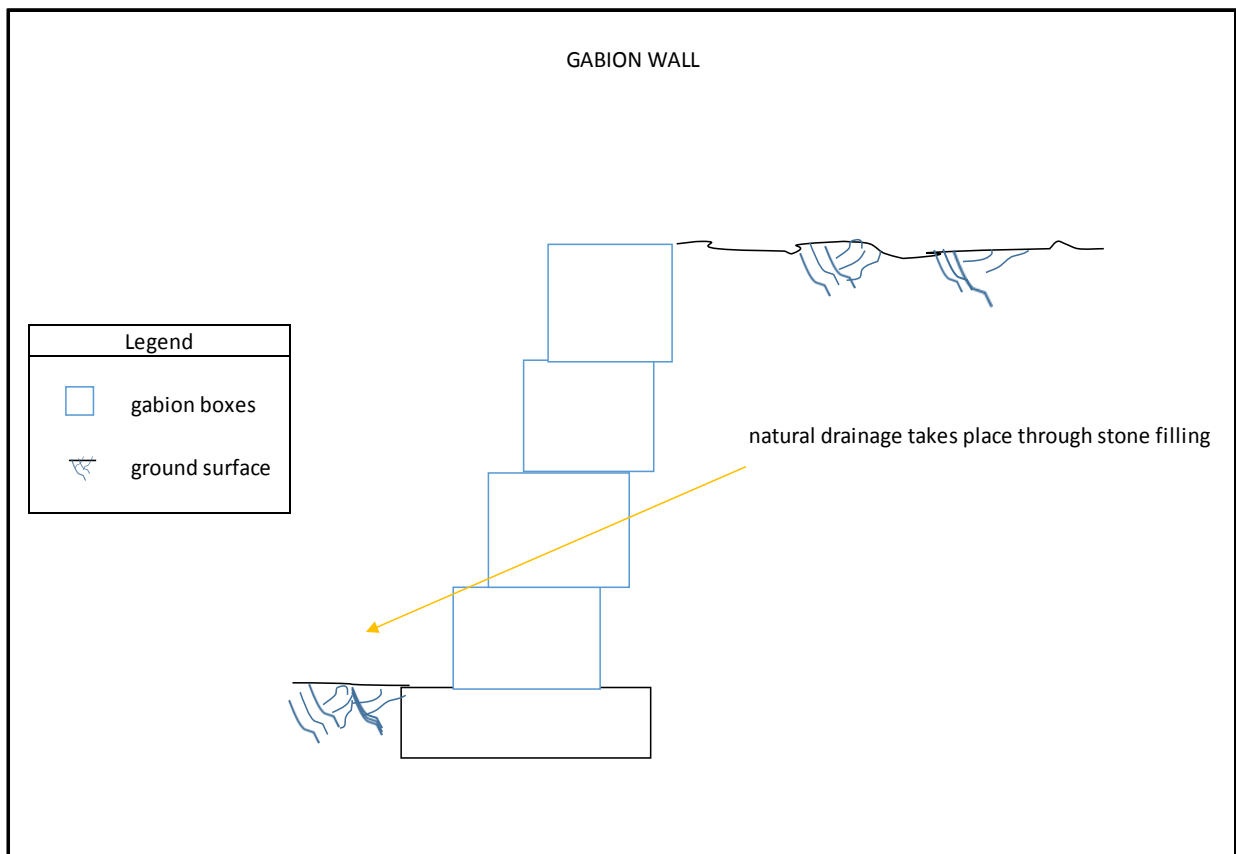 GABION WALL
Legend
gabion boxes
ground surface
natural drainage takes place through stone filling